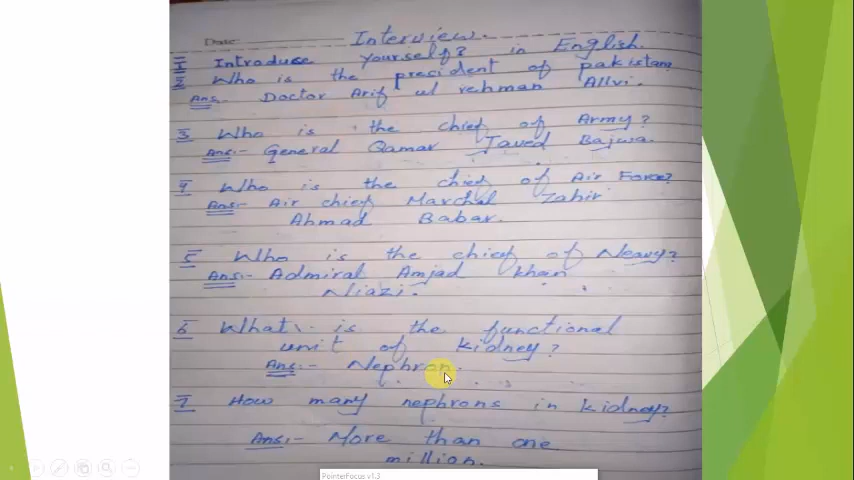 Date:
Interview.
1 Introduce yourself? in English.
2 Who is the president of pakistan?
Ans:- Doctor Arif ul rehman Allvi.
3 Who is the chief of Army?
Ans:- General Qamar Javed Bajwa.
4 Who is the chief of Air Force?
Ans:- Air chief Marchal Zahir
Ahmad Babar.
5 Who is the chief of Neavy?
Ans:- Admiral Amjad khan
Niazi.
6 What is the functional
unit of kidney?
Ans:- Nephron.
7 How many nephrons in kidney?
Ans:- More than one
million.
PointerFocus v1.3